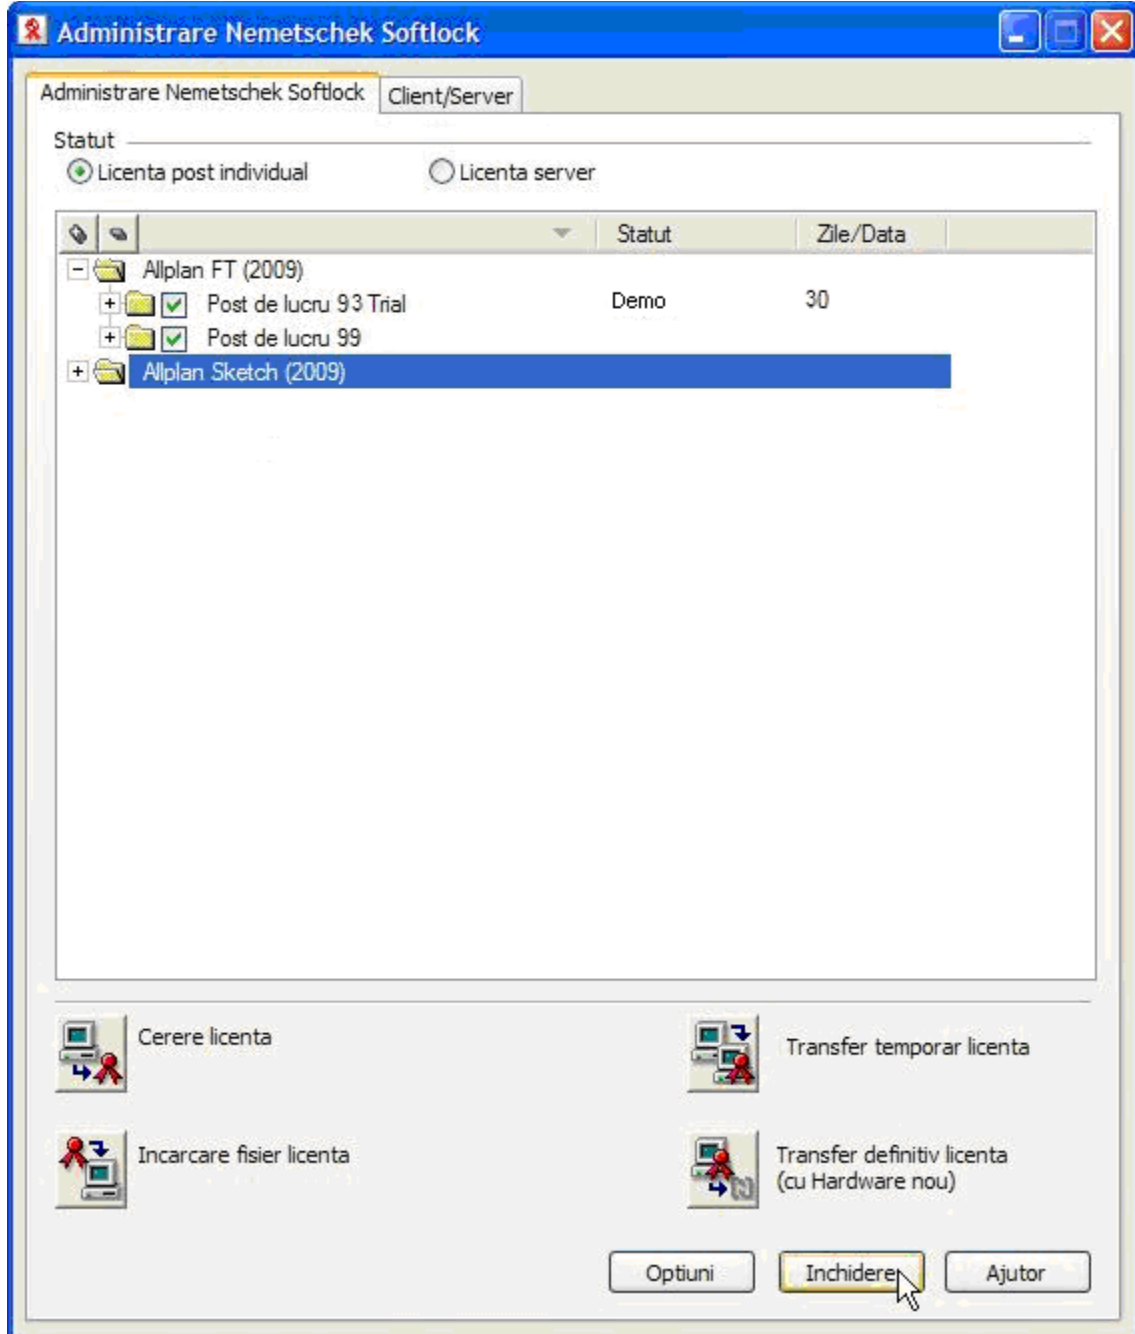 Administrare Nemetschek Softlock
Administrare Nemetschek Softlock Client/Server
Statut
Licenta post individual Licenta server
Statut Zile/Data
Allplan FT (2009)
Post de lucru 93 Trial Demo 30
Post de lucru 99
Allplan Sketch (2009)
Cerere licenta
Transfer temporar licenta
Incarcare fisier licenta
Transfer definitiv licenta
(cu Hardware nou)
Optiuni Inchidere Ajutor